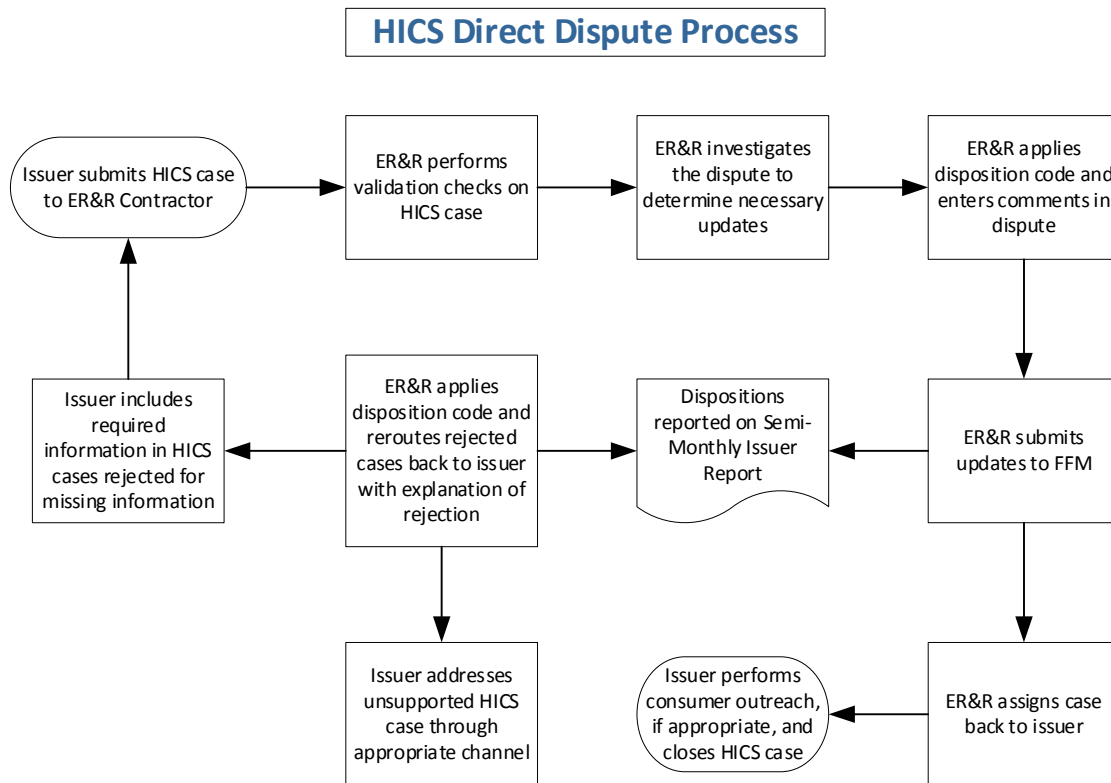 HICS Direct Dispute Process
Issuer submits HICS case
to ER&R Contractor
ER&R performs
validation checks on
HICS case
ER&R investigates
the dispute to
determine necessary
updates
ER&R applies
disposition code and
enters comments in
dispute
Issuer includes
required
information in HICS
cases rejected for
missing information
ER&R applies
disposition code and
reroutes rejected
cases back to issuer
with explanation of
rejection
Dispositions
reported on Semi-
Monthly Issuer
Report
ER&R submits
updates to FFM
Issuer addresses
unsupported HICS
case through
appropriate channel
Issuer performs
consumer outreach,
if appropriate, and
closes HICS case
ER&R assigns case
back to issuer